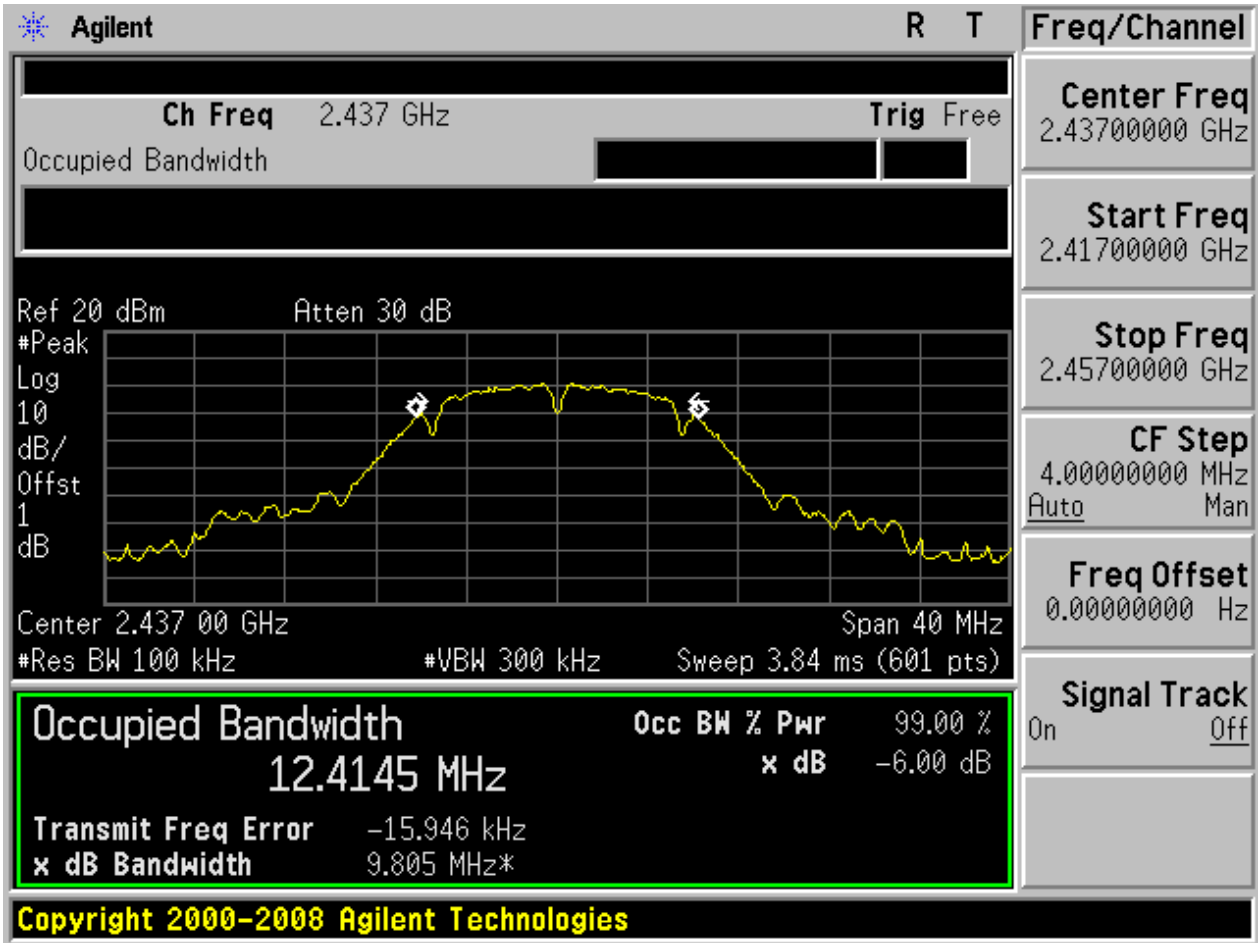 Agilent R T
Ch Freq 2.437 GHz Trig Free
Occupied Bandwidth
Ref 20 dBm Atten 30 dB
#Peak
Log
10
dB/
Offst
1
dB
Center 2.437 00 GHz Span 40 MHz
#Res BW 100 kHz #VBW 300 kHz Sweep 3.84 ms (601 pts)
Occupied Bandwidth Occ BW % Pwr 99.00 %
12.4145 MHz x dB -6.00 dB
Transmit Freq Error -15.946 kHz
x dB Bandwidth 9.805 MHz*
Copyright 2000-2008 Agilent Technologies
Freq/Channel
Center Freq
2.43700000 GHz
Start Freq
2.41700000 GHz
Stop Freq
2.45700000 GHz
CF Step
4.00000000 MHz
Auto Man
Freq Offset
0.00000000 Hz
Signal Track
On Off